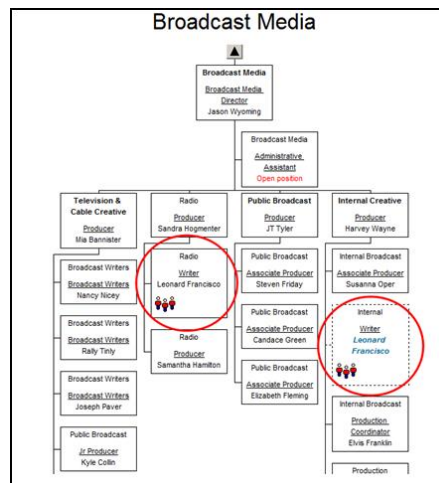 Broadcast Media
Broadcast Media
Broadcast Media
Director
Jason Wyoming
Broadcast Media
Administrative
Assistant
Open position
Television &
Cable Creative
Producer
Mia Bannister
Broadcast Writers
Broadcast Writers
Nancy Nicey
Broadcast Writers
Broadcast Writers
Rally Tinly
Broadcast Writers
Broadcast Writers
Joseph Paver
Public Broadcast
Jr Producer
Kyle Collin
Radio
Producer
Sandra Hogmenter
Radio
Writer
Leonard Francisco
Radio
Producer
Samantha Hamilton
Public Broadcast
Producer
JT Tyler
Public Broadcast
Associate Producer
Steven Friday
Public Broadcast
Associate Producer
Candace Green
Public Broadcast
Associate Producer
Elizabeth Fleming
Internal Creative
Producer
Harvey Wayne
Internal Broadcast
Associate Producer
Susanna Oper
Internal
Writer
Leonard
Francisco
Internal Broadcast
Production
Coordinator
Elvis Franklin
Production